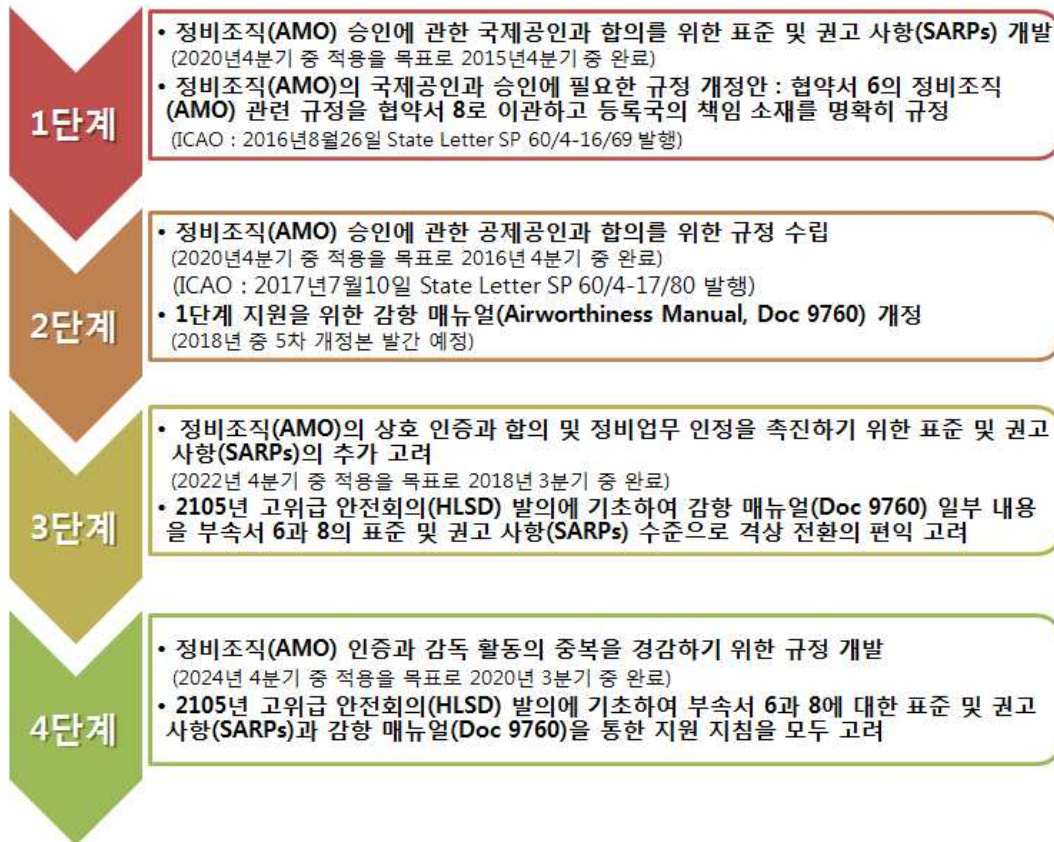 1단계
• 정비조직(AMO) 승인에 관한 국제공인과 합의를 위한 표준 및 권고 사항(SARPs) 개발
(2020년4분기 중 적용을 목표로 2015년4분기 중 완료)
• 정비조직(AMO)의 국제공인과 승인에 필요한 규정 개정안 : 협약서 6의 정비조직
(AMO) 관련 규정을 협약서 8로 이관하고 등록국의 책임 소재를 명확히 규정
(ICAO : 2016년8월26일 State Letter SP 60/4-16/69 발행)
2단계
• 정비조직(AMO) 승인에 관한 공제공인과 합의를 위한 규정 수립
(2020년4분기 중 적용을 목표로 2016년 4분기 중 완료)
(ICAO : 2017년7월10일 State Letter SP 60/4-17/80 발행)
• 1단계 지원을 위한 감항 매뉴얼(Airworthiness Manual, Doc 9760) 개정
(2018년 중 5차 개정본 발간 예정)
3단계
• 정비조직(AMO)의 상호 인증과 합의 및 정비업무 인정을 촉진하기 위한 표준 및 권고
사항(SARPs)의 추가 고려
(2022년 4분기 중 적용을 목표로 2018년 3분기 중 완료)
• 2105년 고위급 안전회의(HLSD) 발의에 기초하여 감항 매뉴얼(Doc 9760) 일부 내용
을 부속서 6과 8의 표준 및 권고 사항(SARPs) 수준으로 격상 전환의 편익 고려
4단계
• 정비조직(AMO) 인증과 감독 활동의 중복을 경감하기 위한 규정 개발
(2024년 4분기 중 적용을 목표로 2020년 3분기 중 완료)
• 2105년 고위급 안전회의(HLSD) 발의에 기초하여 부속서 6과 8에 대한 표준 및 권고
사항(SARPs)과 감항 매뉴얼(Doc 9760)을 통한 지원 지침을 모두 고려